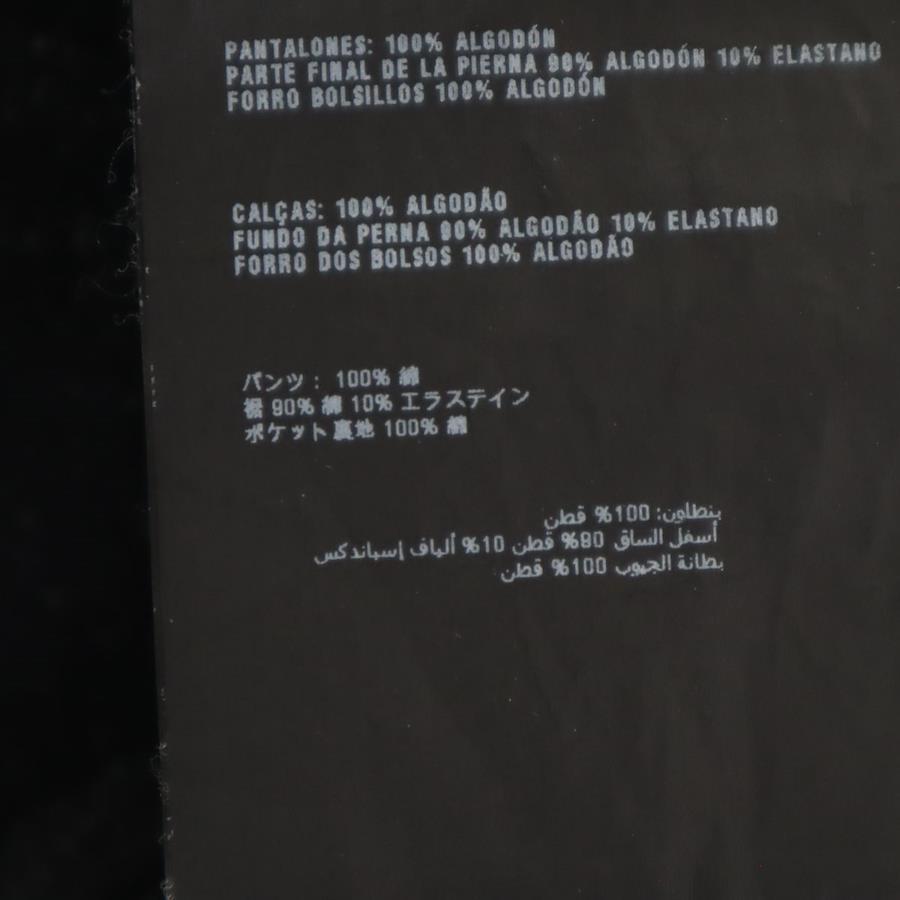 PANTALONES: 100% ALGODÓN
PARTE FINAL DE LA PIERNA 90% ALGODÓN 10% ELASTANO
FORRO BOLSILLOS 100% ALGODÓN
CALÇAS: 100% ALGODÃO
FUNDO DA PERNA 90% ALGODÃO 10% ELASTANO
FORRO DOS BOLSOS 100% ALGODÃO
パンツ： 100% 綿
裾 90% 綿 10% エラステイン
ポケット裏地 100% 綿
بنطلون: 100% قطن
أسفل الساق 90% قطن 10% ألياف إسباندكس
بطانة الجيوب 100% قطن